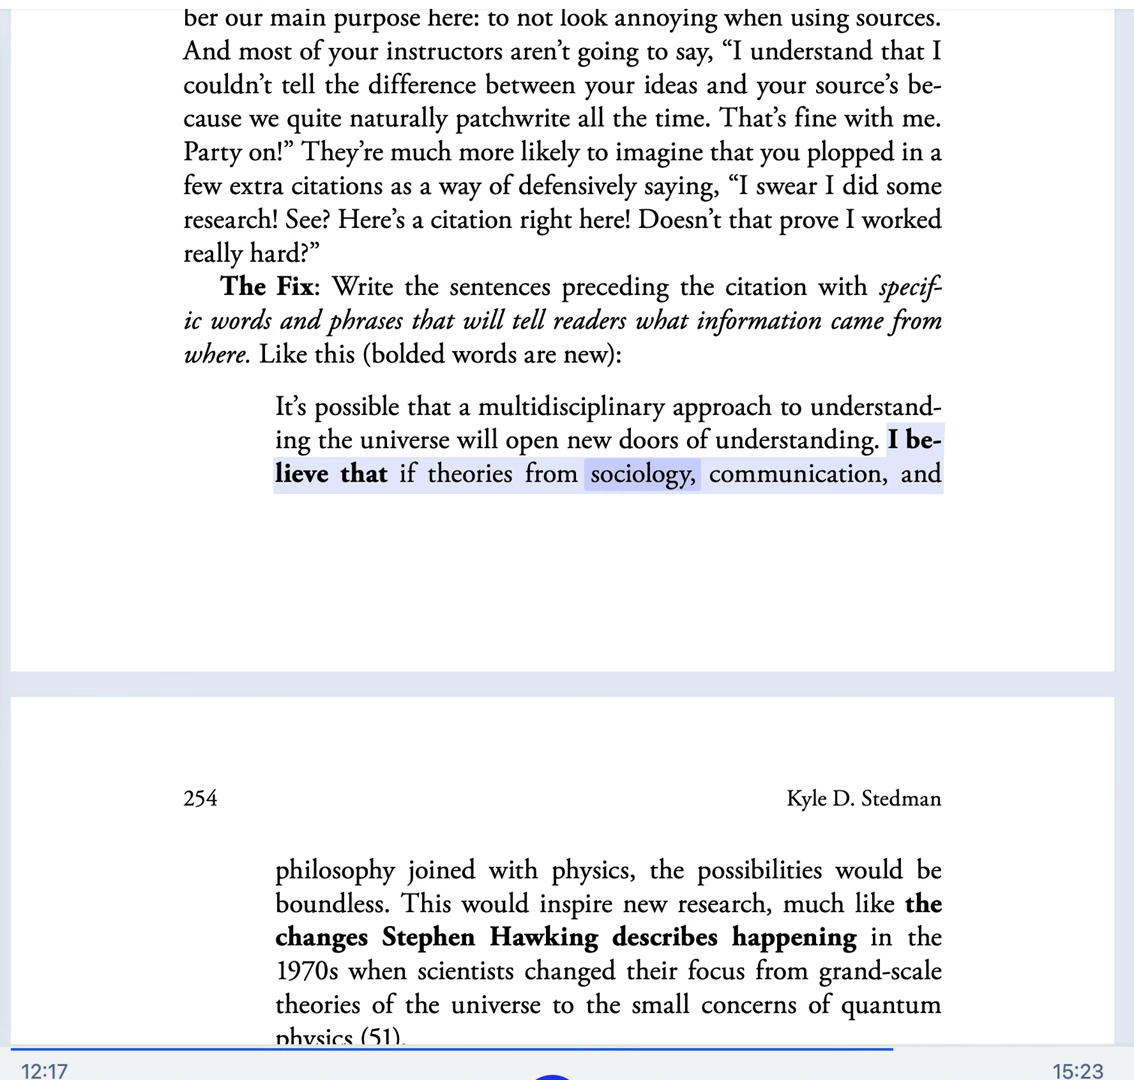 ber our main purpose here: to not look annoying when using sources.
And most of your instructors aren’t going to say, “I understand that I
couldn’t tell the difference between your ideas and your source’s be-
cause we quite naturally patchwrite all the time. That’s fine with me.
Party on!” They’re much more likely to imagine that you plopped in a
few extra citations as a way of defensively saying, “I swear I did some
research! See? Here’s a citation right here! Doesn’t that prove I worked
really hard?”
The Fix: Write the sentences preceding the citation with specif-
ic words and phrases that will tell readers what information came from
where. Like this (bolded words are new):
It’s possible that a multidisciplinary approach to understand-
ing the universe will open new doors of understanding. I be-
lieve that if theories from sociology, communication, and
254 Kyle D. Stedman
philosophy joined with physics, the possibilities would be
boundless. This would inspire new research, much like the
changes Stephen Hawking describes happening in the
1970s when scientists changed their focus from grand-scale
theories of the universe to the small concerns of quantum
physics (51).
12:17 15:23